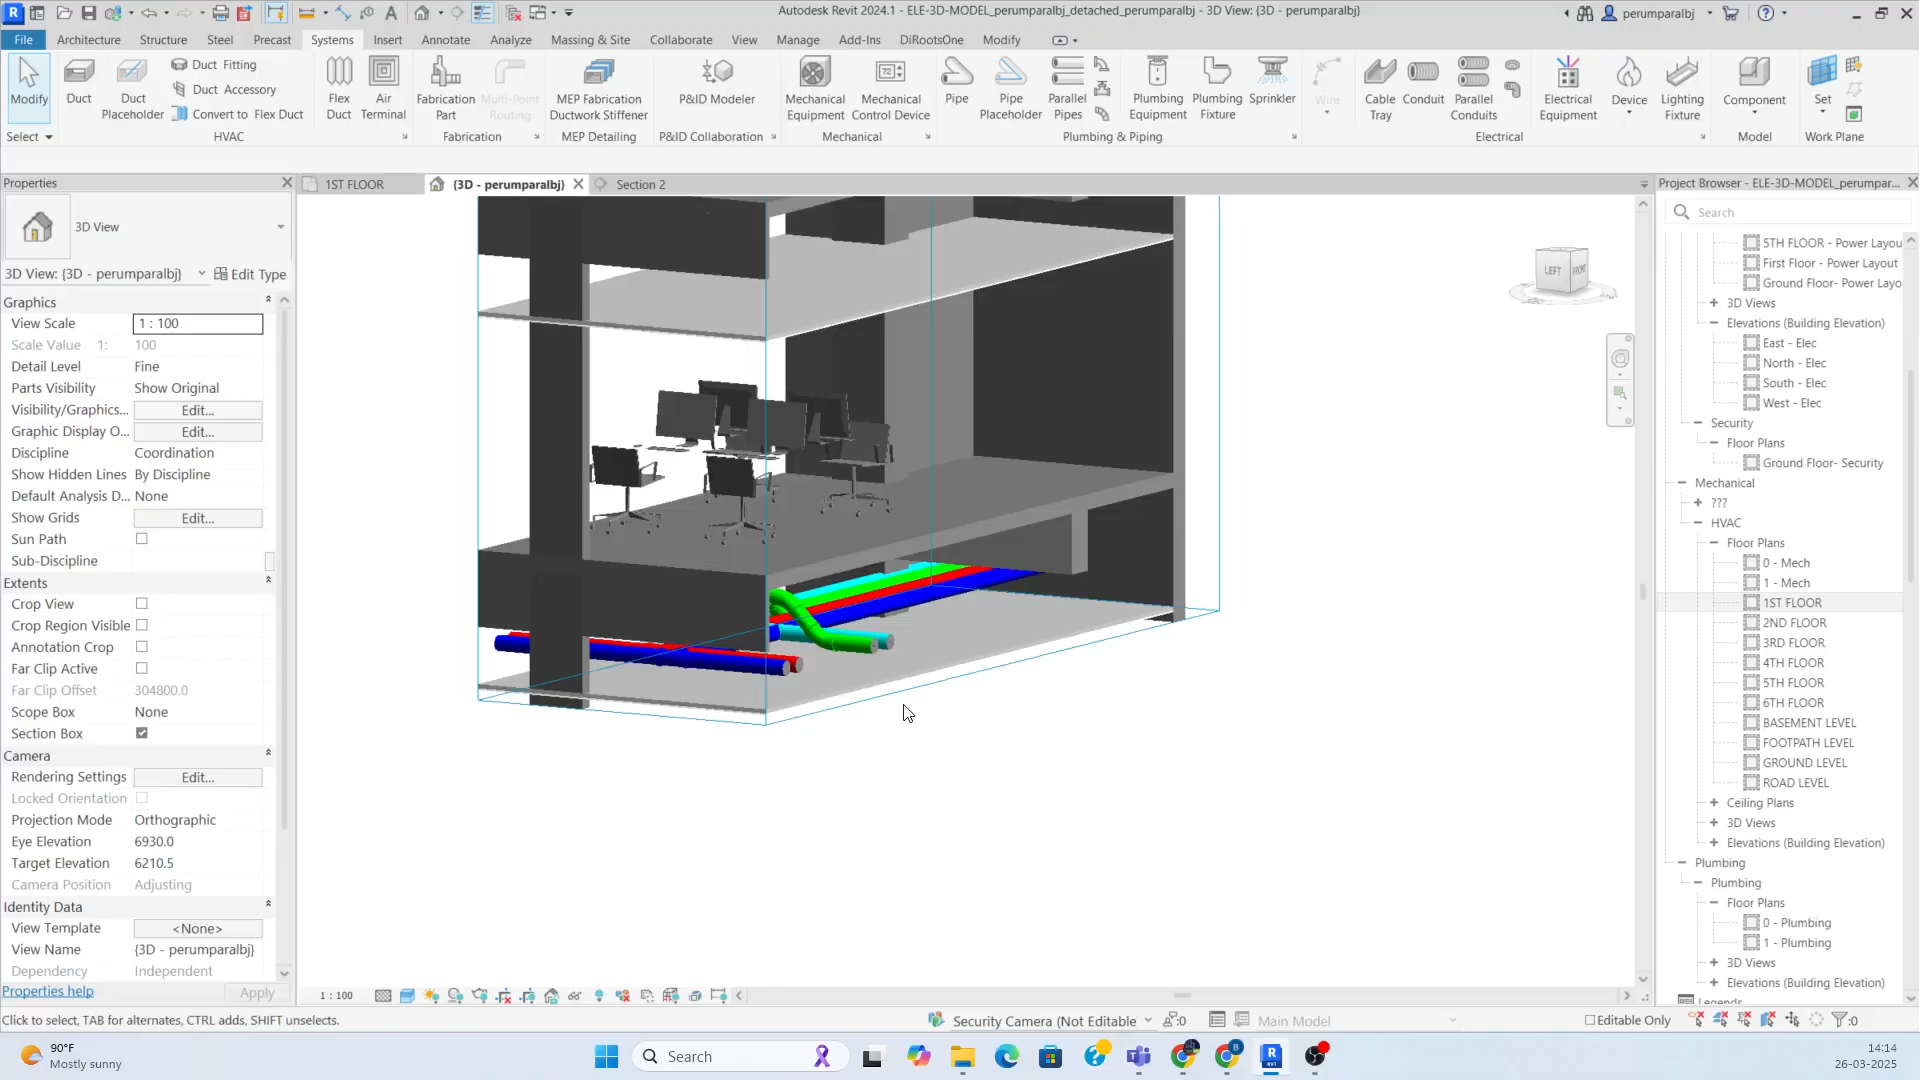 Autodesk Revit 2024.1 - ELE-3D-MODEL_perumparalbj_detached_perumparalbj - 3D View: {3D - perumparalbj}
perumparalbj
File Architecture Structure Steel Precast Systems Insert Annotate Analyze Massing & Site Collaborate View Manage Add-Ins DiRootsOne Modify
Modify
Select
Duct
Duct Placeholder
Duct Fitting
Duct Accessory
Convert to Flex Duct
HVAC
Flex Duct
Air Terminal
Fabrication Part
Multi-Point Routing
Fabrication
MEP Fabrication Ductwork Stiffener
MEP Detailing
P&ID Modeler
P&ID Collaboration
Mechanical Equipment
Mechanical Control Device
Mechanical
Pipe
Pipe Placeholder
Parallel Pipes
Plumbing Equipment
Plumbing Fixture
Sprinkler
Plumbing & Piping
Wire
Cable Tray
Conduit
Parallel Conduits
Electrical Equipment
Device
Lighting Fixture
Electrical
Component
Model
Set
Work Plane
Properties
1ST FLOOR
{3D - perumparalbj}
Section 2
Project Browser - ELE-3D-MODEL_perumpar...
3D View
3D View: {3D - perumparalbj}
Edit Type
Graphics
View Scale 1 : 100
Scale Value 1: 100
Detail Level Fine
Parts Visibility Show Original
Visibility/Graphics... Edit...
Graphic Display O... Edit...
Discipline Coordination
Show Hidden Lines By Discipline
Default Analysis D... None
Show Grids Edit...
Sun Path
Sub-Discipline
Extents
Crop View
Crop Region Visible
Annotation Crop
Far Clip Active
Far Clip Offset 304800.0
Scope Box None
Section Box
Camera
Rendering Settings Edit...
Locked Orientation
Projection Mode Orthographic
Eye Elevation 6930.0
Target Elevation 6210.5
Camera Position Adjusting
Identity Data
View Template <None>
View Name {3D - perumparalbj}
Dependency Independent
Properties help
Apply
LEFT
FRONT
Search
5TH FLOOR - Power Layou
First Floor - Power Layout
Ground Floor- Power Layo
3D Views
Elevations (Building Elevation)
East - Elec
North - Elec
South - Elec
West - Elec
Security
Floor Plans
Ground Floor- Security
Mechanical
???
HVAC
Floor Plans
0 - Mech
1 - Mech
1ST FLOOR
2ND FLOOR
3RD FLOOR
4TH FLOOR
5TH FLOOR
6TH FLOOR
BASEMENT LEVEL
FOOTPATH LEVEL
GROUND LEVEL
ROAD LEVEL
Ceiling Plans
3D Views
Elevations (Building Elevation)
Plumbing
Plumbing
Floor Plans
0 - Plumbing
1 - Plumbing
3D Views
Elevations (Building Elevation)
Legends
1 : 100
Click to select, TAB for alternates, CTRL adds, SHIFT unselects.
Security Camera (Not Editable
:0
Main Model
Editable Only
:0
90°F
Mostly sunny
Search
14:14
26-03-2025